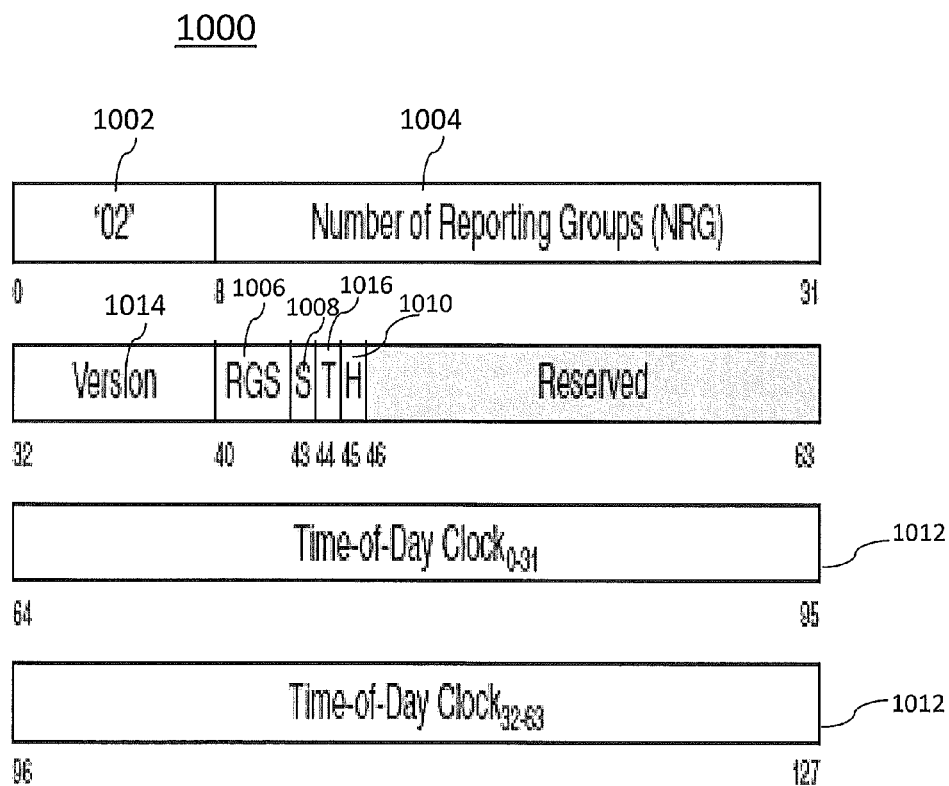 1000
1002 1004
'02' Number of Reporting Groups (NRG)
0 8 31
1014 1006 1008 1016 1010
Version RGS S T H Reserved
32 40 43 44 45 46 63
Time-of-Day Clock0-31 1012
64 95
Time-of-Day Clock32-63 1012
96 127